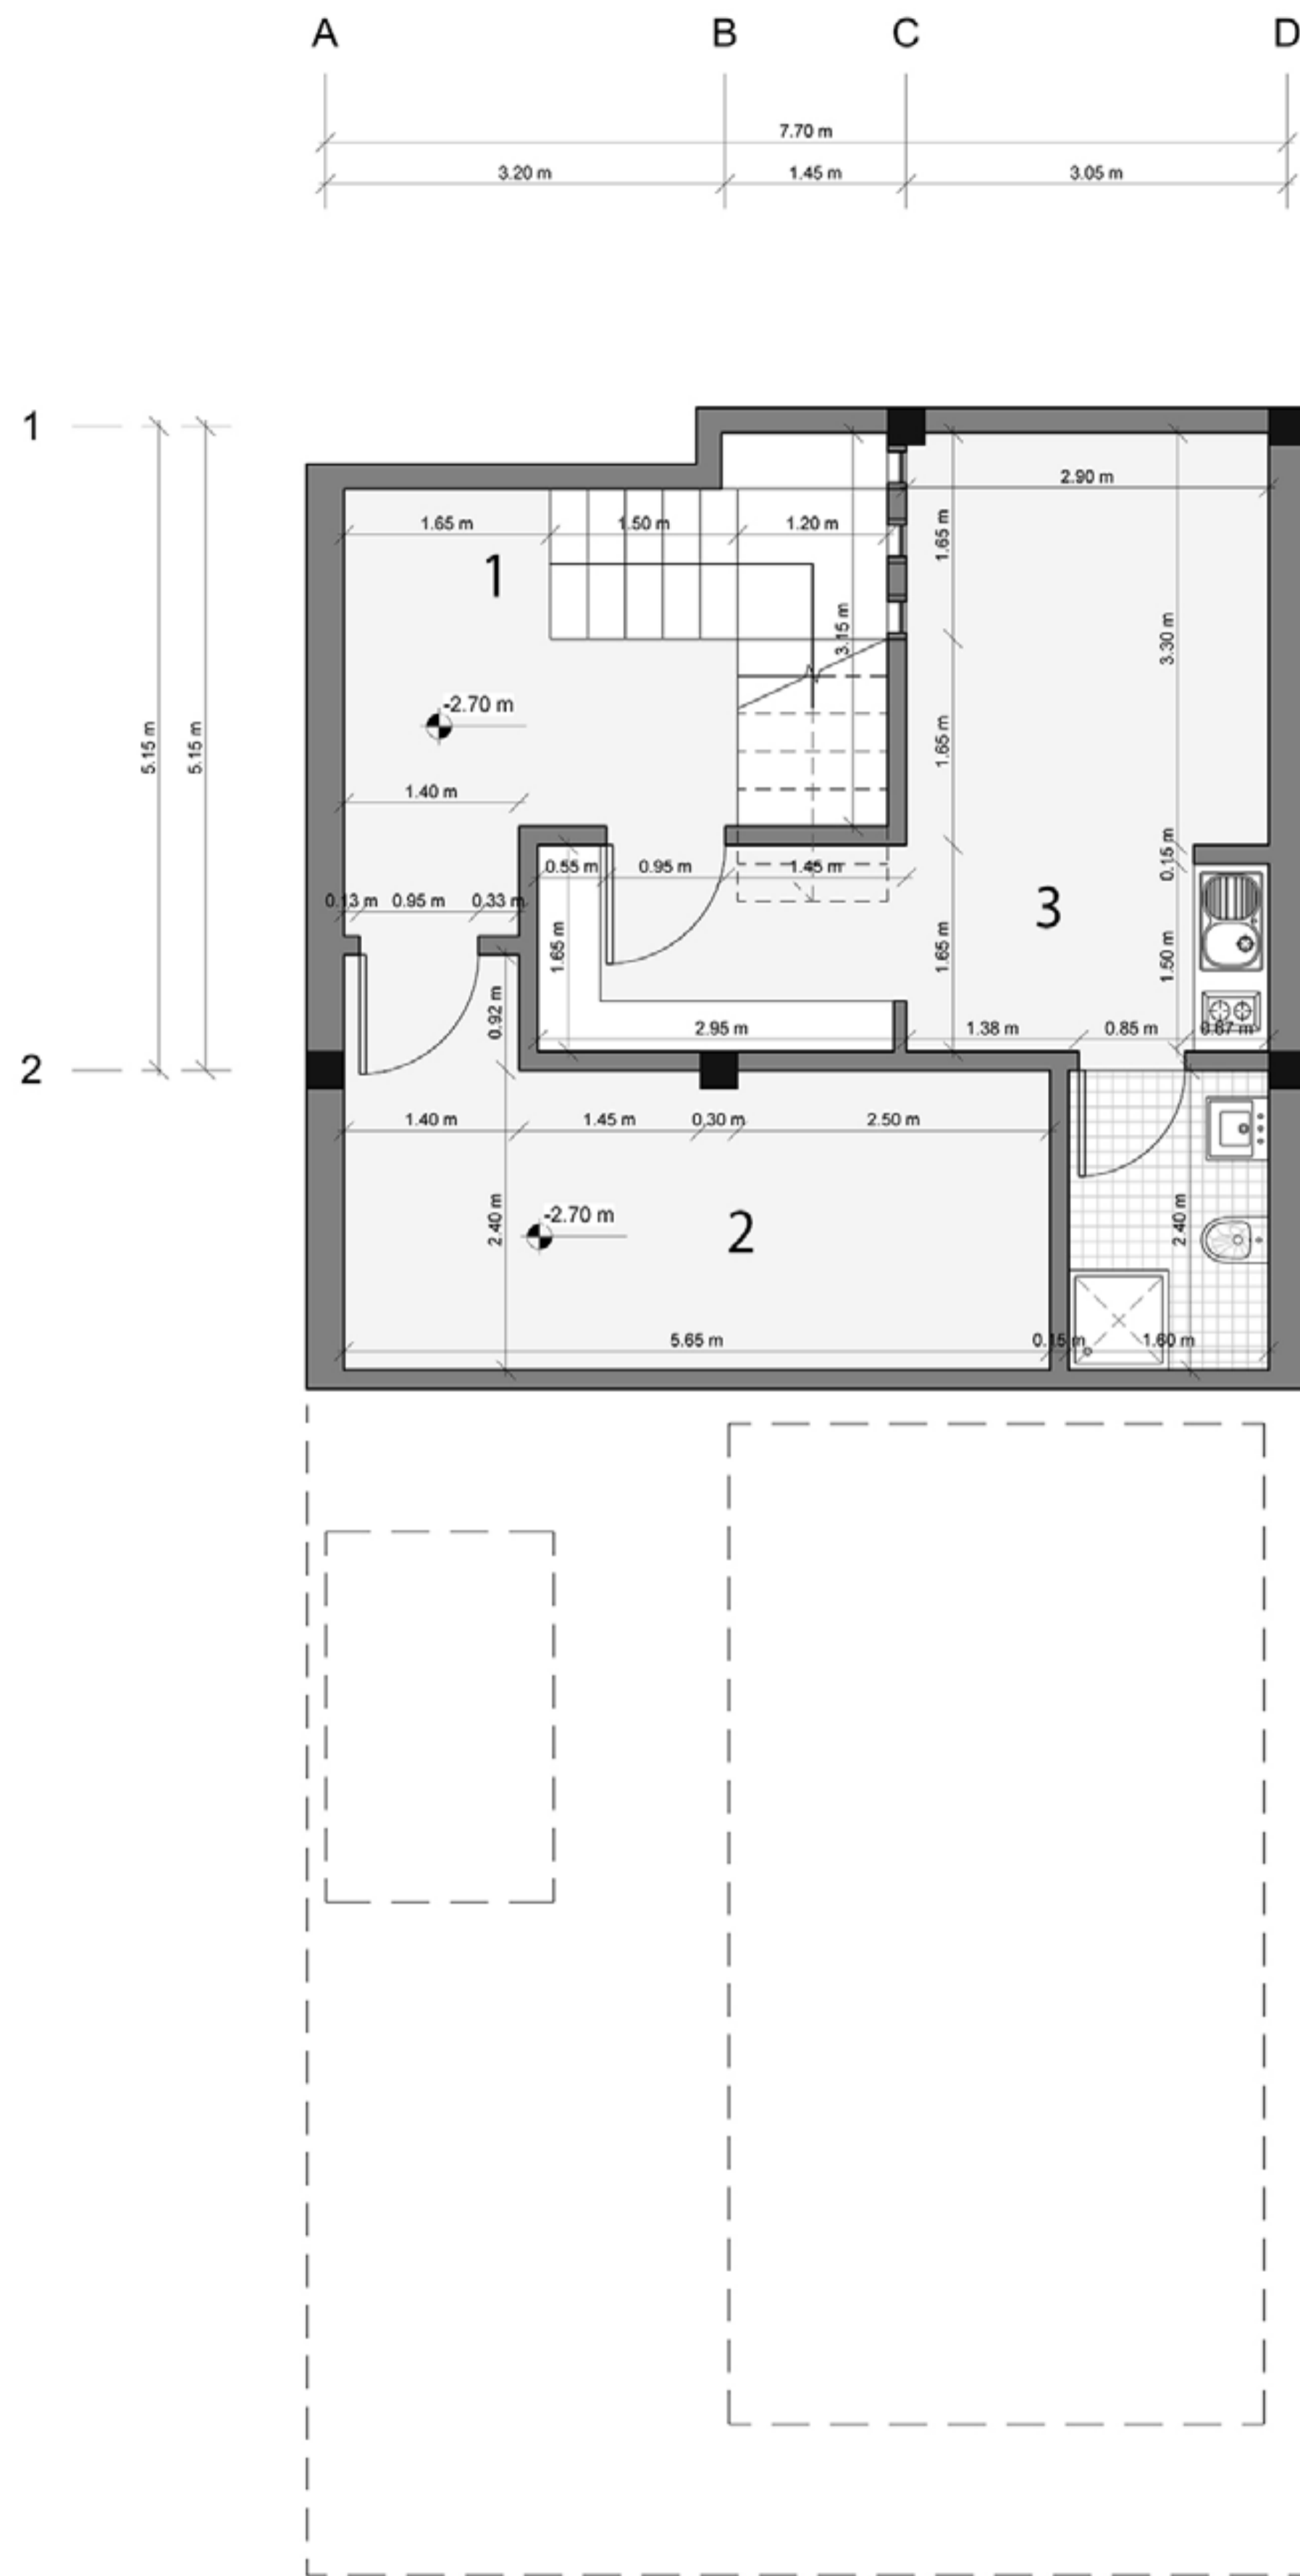 A B C D
7.70 m
3.20 m 1.45 m 3.05 m
1
5.15 m 5.15 m
2.90 m
1.65 m 1.50 m 1.20 m
1.65 m
1
3.15 m
3.30 m
-2.70 m
1.65 m
1.40 m
0.15 m
0.55 m 0.95 m 1.45 m
0.13 m 0.95 m 0.33 m
3
1.65 m
1.65 m
1.50 m
0.92 m
2.95 m
1.38 m 0.85 m 0.67 m
2
1.40 m 1.45 m 0.30 m 2.50 m
2.40 m
-2.70 m
2
2.40 m
5.65 m 0.15 m 1.60 m